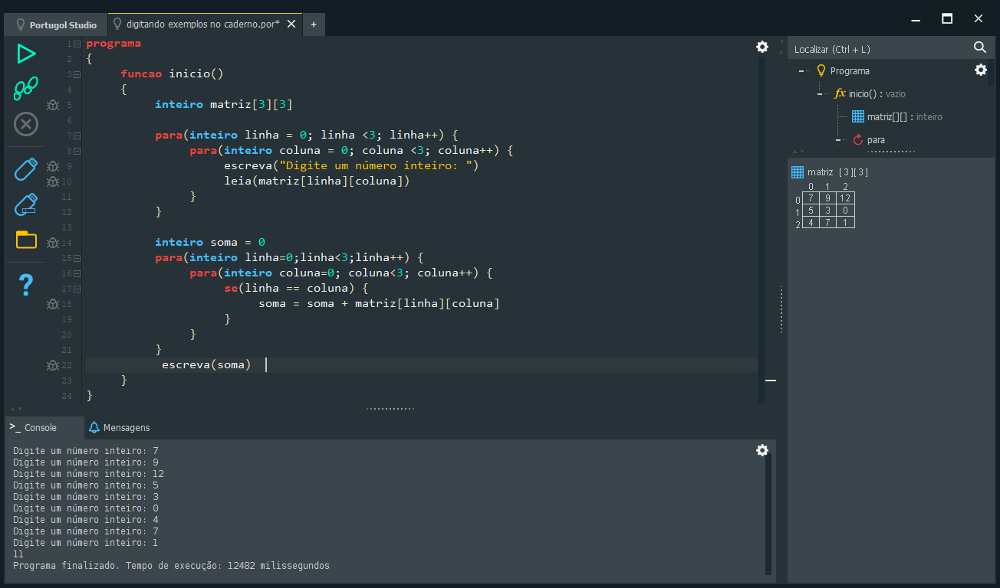 Portugol Studio
digitando exemplos no caderno.por*
+
1 programa
2 {
3 funcao inicio()
4 {
5 inteiro matriz[3][3]
6
7 para(inteiro linha = 0; linha <3; linha++) {
8 para(inteiro coluna = 0; coluna <3; coluna++) {
9 escreva("Digite um número inteiro: ")
10 leia(matriz[linha][coluna])
11 }
12 }
13
14 inteiro soma = 0
15 para(inteiro linha=0;linha<3;linha++) {
16 para(inteiro coluna=0; coluna<3; coluna++) {
17 se(linha == coluna) {
18 soma = soma + matriz[linha][coluna]
19 }
20 }
21 }
22 escreva(soma)
23 }
24 }
Localizar (Ctrl + L)
Programa
fx inicio() : vazio
matriz[][] : inteiro
para
matriz [3][3]
0 1 2
0 7 9 12
1 5 3 0
2 4 7 1
>_ Console
Mensagens
Digite um número inteiro: 7
Digite um número inteiro: 9
Digite um número inteiro: 12
Digite um número inteiro: 5
Digite um número inteiro: 3
Digite um número inteiro: 0
Digite um número inteiro: 4
Digite um número inteiro: 7
Digite um número inteiro: 1
11
Programa finalizado. Tempo de execução: 12482 milissegundos